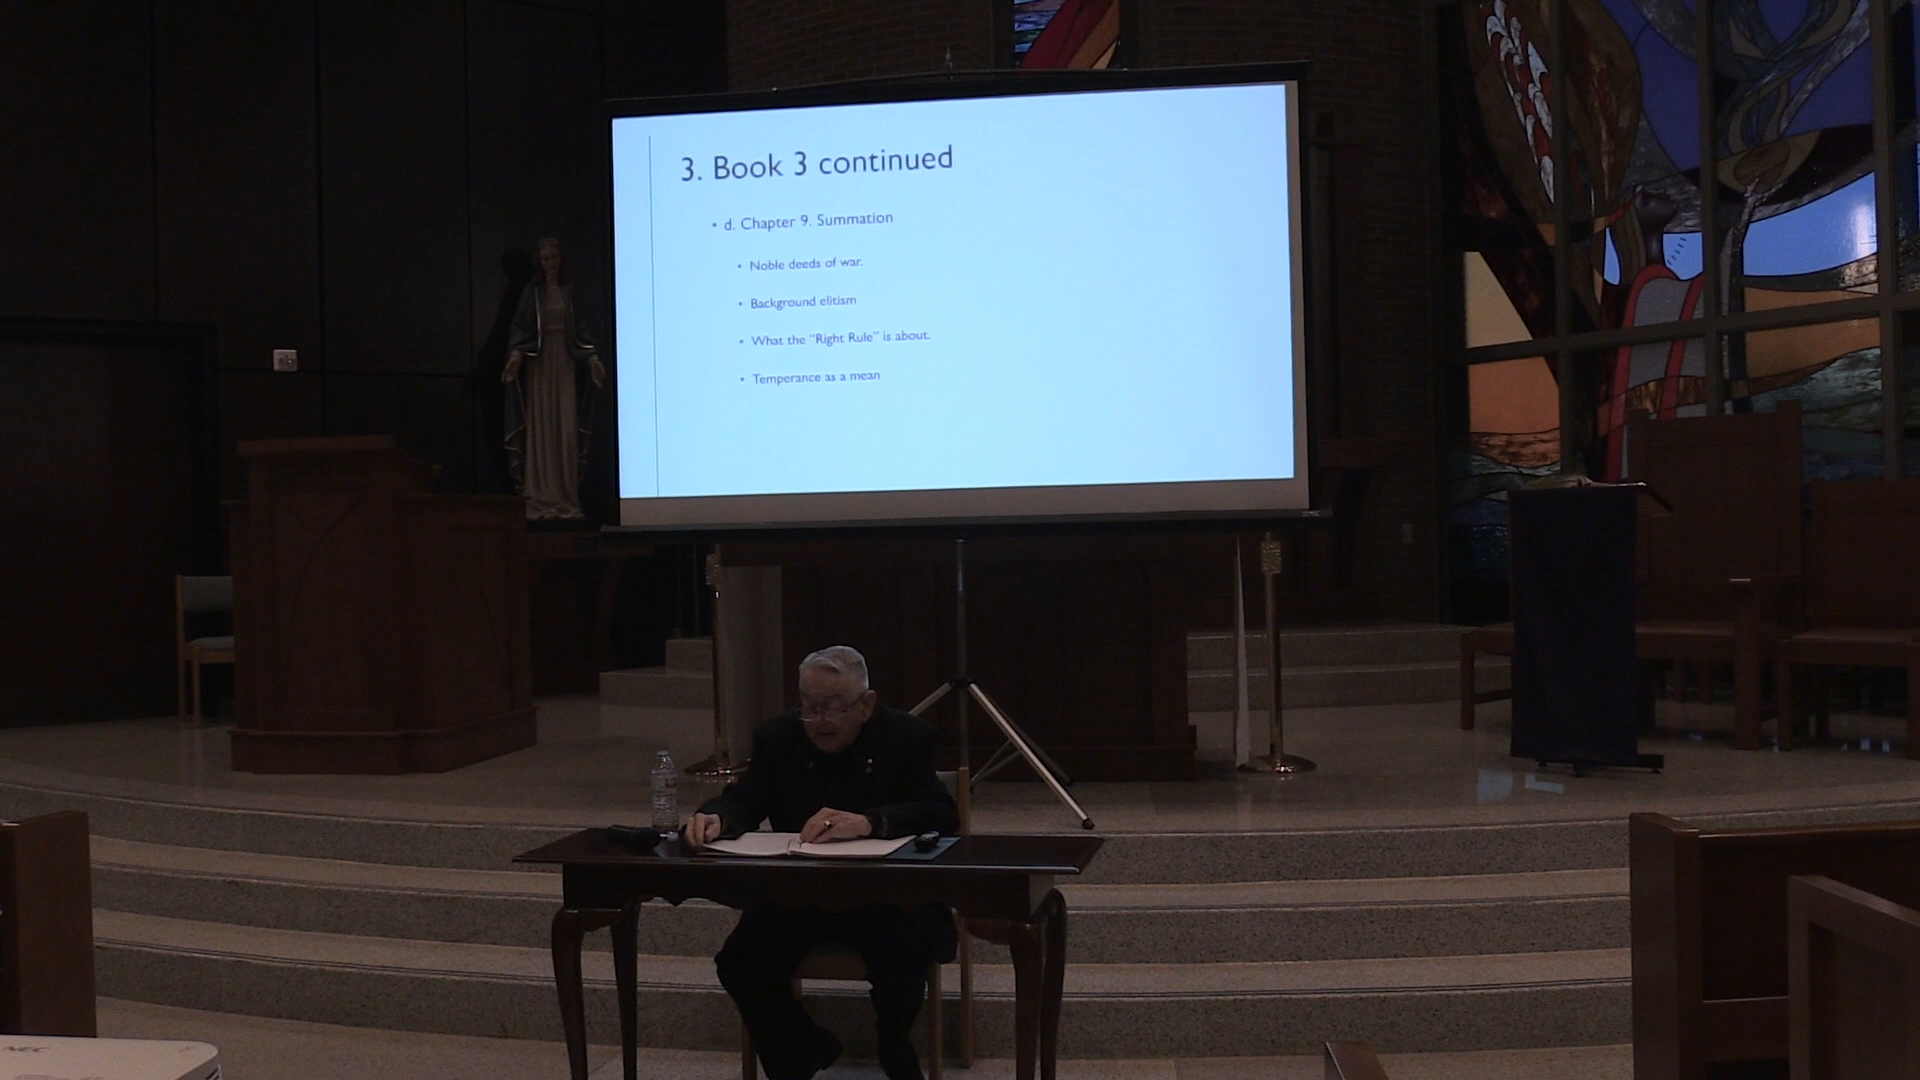 3. Book 3 continued
• d. Chapter 9. Summation
• Noble deeds of war.
• Background elitism
• What the “Right Rule” is about.
• Temperance as a mean
NEC